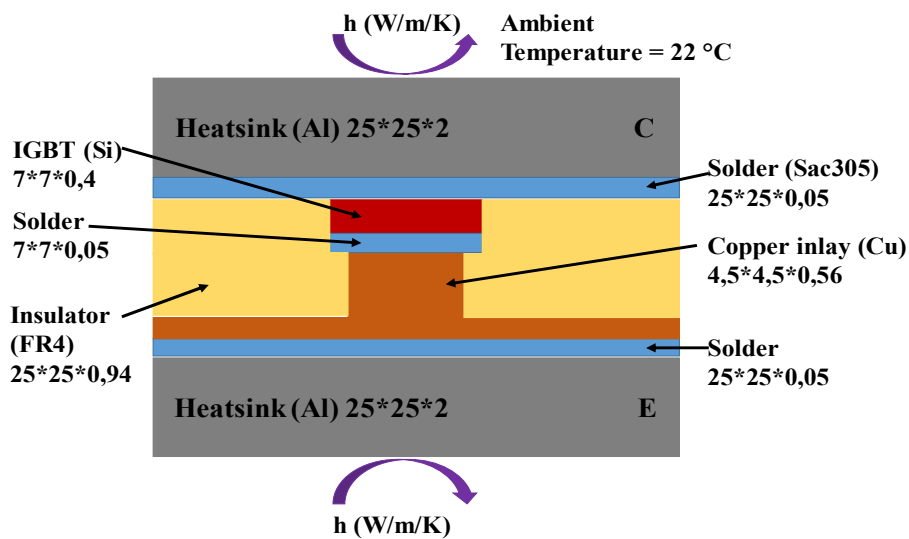 h (W/m/K)
Ambient
Temperature = 22 °C
Heatsink (Al) 25*25*2
C
IGBT (Si)
7*7*0,4
Solder (Sac305)
25*25*0,05
Solder
7*7*0,05
Copper inlay (Cu)
4,5*4,5*0,56
Insulator
(FR4)
25*25*0,94
Solder
25*25*0,05
Heatsink (Al) 25*25*2
E
h (W/m/K)